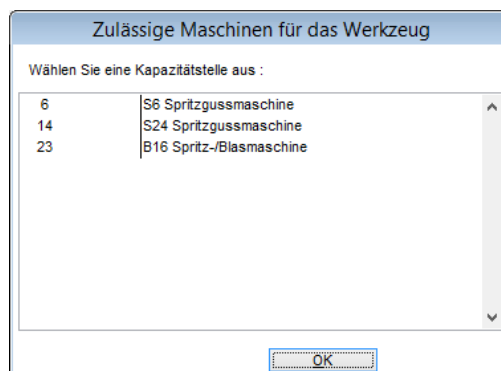 Zulässige Maschinen für das Werkzeug
Wählen Sie eine Kapazitätstelle aus :
6 S6 Spritzgussmaschine
14 S24 Spritzgussmaschine
23 B16 Spritz-/Blasmaschine
OK